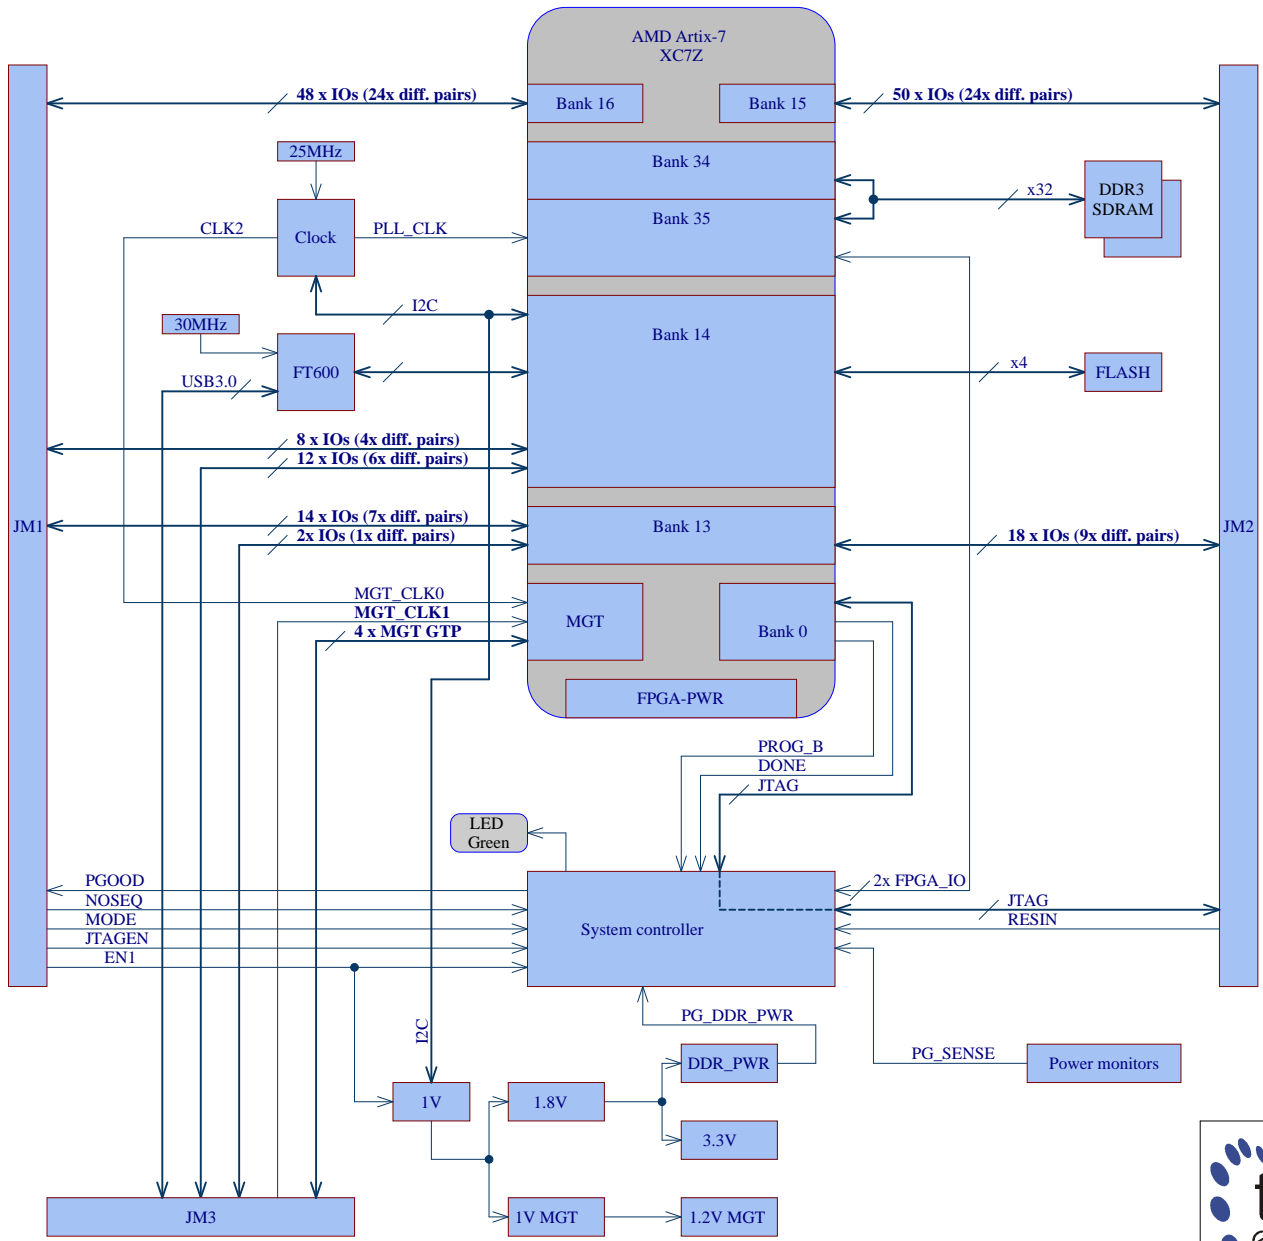 AMD Artix-7
XC7Z
48 x IOs (24x diff. pairs)
Bank 16
Bank 15
50 x IOs (24x diff. pairs)
25MHz
Bank 34
DDR3
SDRAM
x32
CLK2
Clock
PLL_CLK
Bank 35
I2C
30MHz
Bank 14
FT600
USB3.0
x4
FLASH
8 x IOs (4x diff. pairs)
12 x IOs (6x diff. pairs)
JM1
14 x IOs (7x diff. pairs)
2x IOs (1x diff. pairs)
Bank 13
18 x IOs (9x diff. pairs)
JM2
MGT_CLK0
MGT_CLK1
4 x MGT GTP
MGT
Bank 0
FPGA-PWR
PROG_B
DONE
JTAG
LED
Green
PGOOD
NOSEQ
MODE
JTAGEN
EN1
System controller
2x FPGA_IO
JTAG
RESIN
I2C
PG_DDR_PWR
PG_SENSE
Power monitors
DDR_PWR
1V
1.8V
3.3V
JM3
1V MGT
1.2V MGT